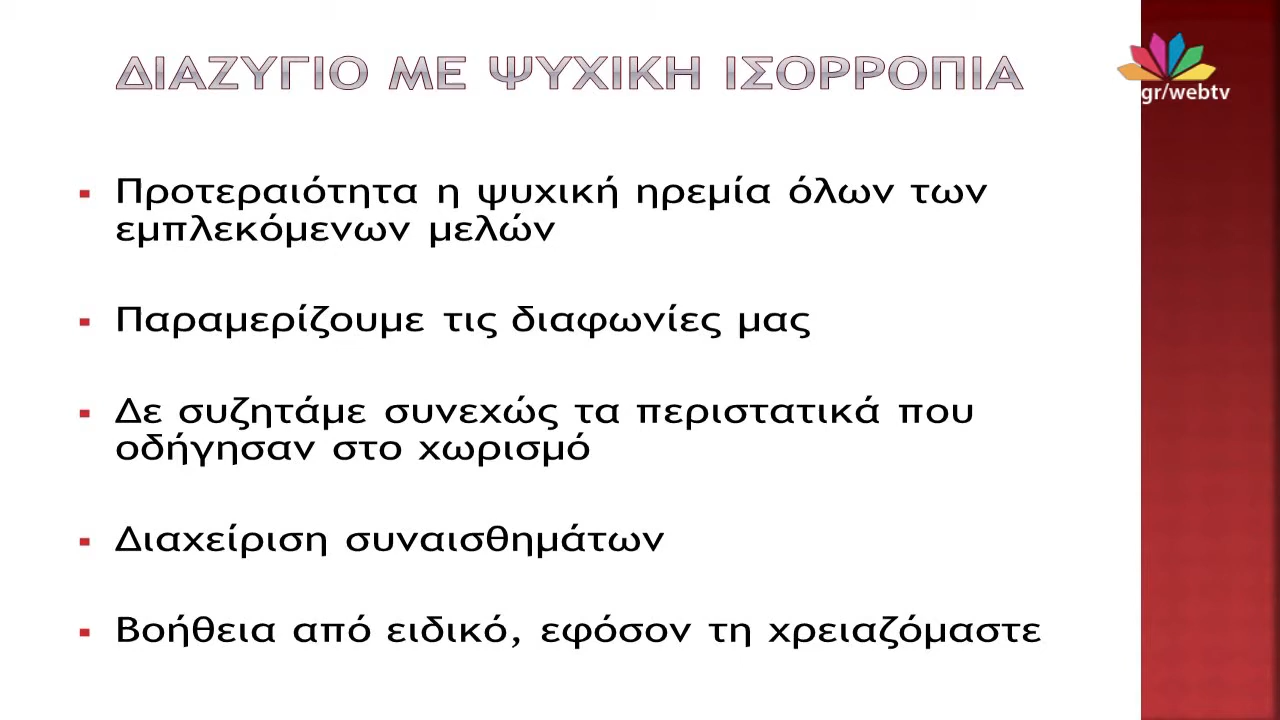 ΔΙΑΖΥΓΙΟ ΜΕ ΨΥΧΙΚΗ ΙΣΟΡΡΟΠΙΑ
gr/webtv
▪ Προτεραιότητα η ψυχική ηρεμία όλων των
εμπλεκόμενων μελών
▪ Παραμερίζουμε τις διαφωνίες μας
▪ Δε συζητάμε συνεχώς τα περιστατικά που
οδήγησαν στο χωρισμό
▪ Διαχείριση συναισθημάτων
▪ Βοήθεια από ειδικό, εφόσον τη χρειαζόμαστε